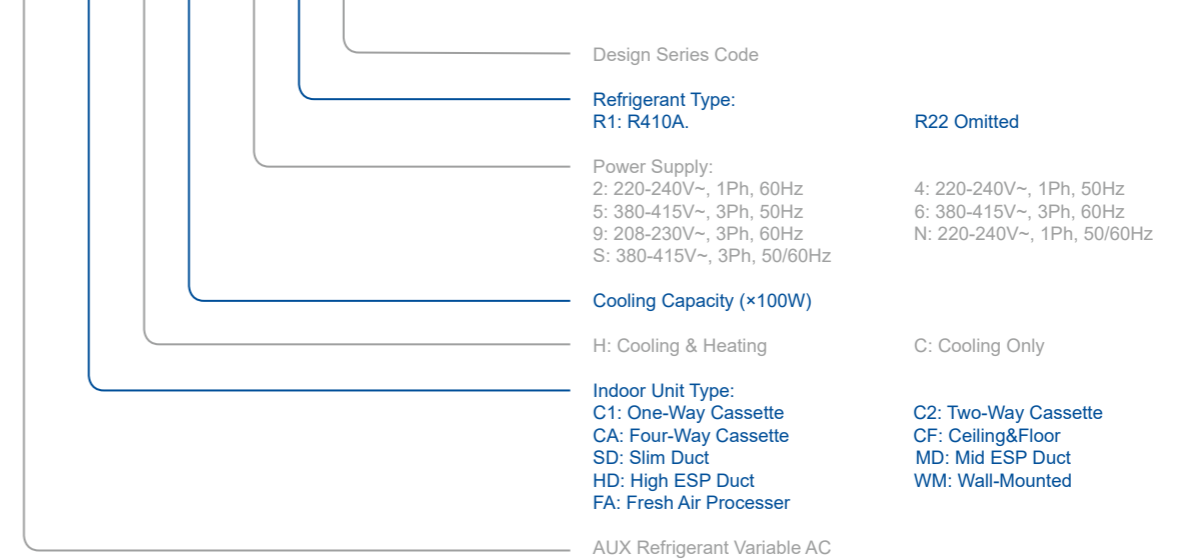 Design Series Code
Refrigerant Type:
R1: R410A. R22 Omitted
Power Supply:
2: 220-240V~, 1Ph, 60Hz 4: 220-240V~, 1Ph, 50Hz
5: 380-415V~, 3Ph, 50Hz 6: 380-415V~, 3Ph, 60Hz
9: 208-230V~, 3Ph, 60Hz N: 220-240V~, 1Ph, 50/60Hz
S: 380-415V~, 3Ph, 50/60Hz
Cooling Capacity (×100W)
H: Cooling & Heating C: Cooling Only
Indoor Unit Type:
C1: One-Way Cassette C2: Two-Way Cassette
CA: Four-Way Cassette CF: Ceiling&Floor
SD: Slim Duct MD: Mid ESP Duct
HD: High ESP Duct WM: Wall-Mounted
FA: Fresh Air Processer
AUX Refrigerant Variable AC